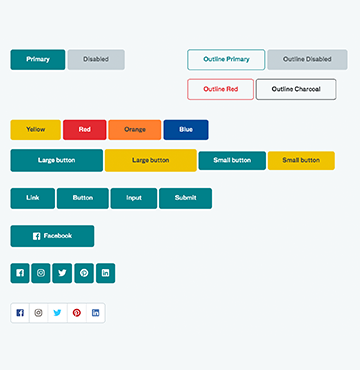 Primary Disabled Outline Primary Outline Disabled
Outline Red Outline Charcoal
Yellow Red Orange Blue
Large button Large button Small button Small button
Link Button Input Submit
Facebook